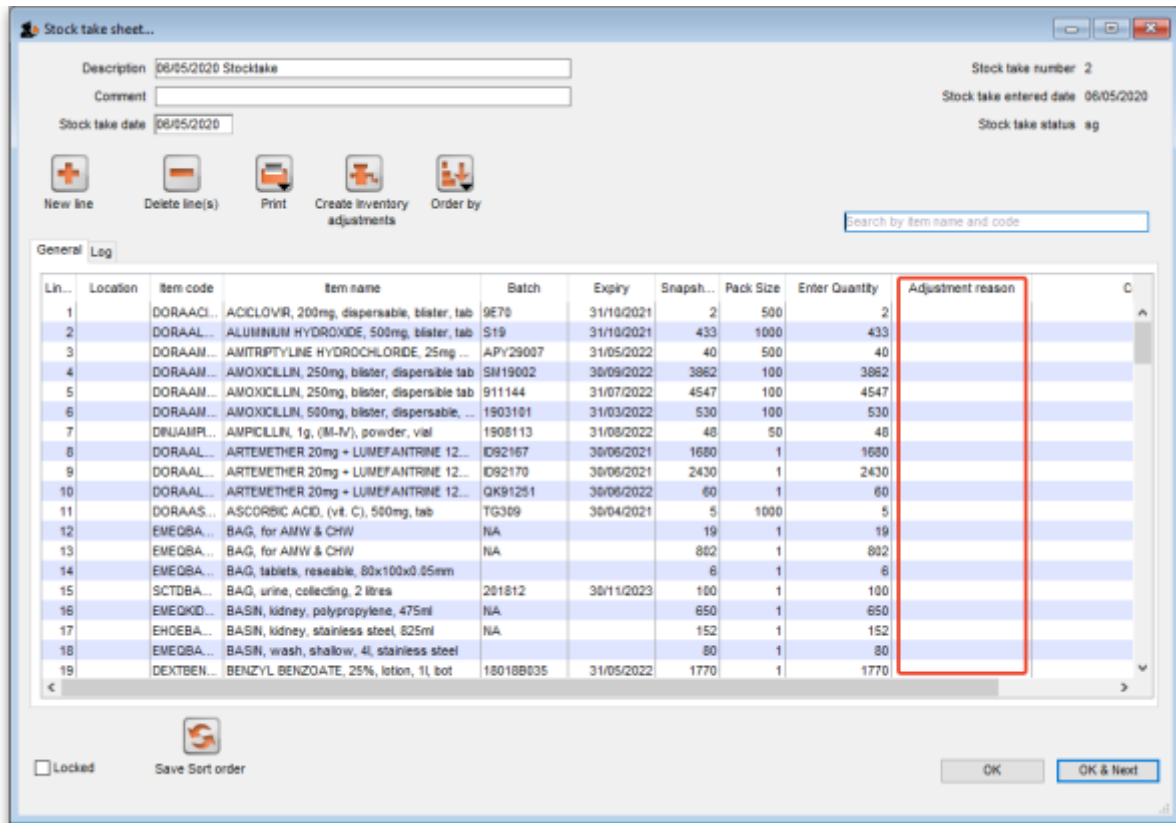 Stock take sheet...
Description 06/05/2020 Stocktake Stock take number 2
Comment Stock take entered date 06/05/2020
Stock take date 06/05/2020 Stock take status sg
New line Delete line(s) Print Create Inventory adjustments Order by
Search by item name and code
General Log
Lin... Location Item code Item name Batch Expiry Snapsh... Pack Size Enter Quantity Adjustment reason C
1 DORAACI... ACICLOVIR, 200mg, dispersable, blister, tab 9E70 31/10/2021 2 500 2
2 DORAAL... ALUMINIUM HYDROXIDE, 500mg, blister, tab S19 31/10/2021 433 1000 433
3 DORAAM... AMITRIPTYLINE HYDROCHLORIDE, 25mg ... APY29007 31/05/2022 40 500 40
4 DORAAM... AMOXICILLIN, 250mg, blister, dispersible tab SM19002 30/09/2022 3862 100 3862
5 DORAAM... AMOXICILLIN, 250mg, blister, dispersible tab 911144 31/07/2022 4547 100 4547
6 DORAAM... AMOXICILLIN, 500mg, blister, dispersable, ... 1903101 31/03/2022 530 100 530
7 DINJAMPI... AMPICILLIN, 1g, (IM-IV), powder, vial 1908113 31/08/2022 48 50 48
8 DORAAL... ARTEMETHER 20mg + LUMEFANTRINE 12... ID92167 30/06/2021 1680 1 1680
9 DORAAL... ARTEMETHER 20mg + LUMEFANTRINE 12... ID92170 30/06/2021 2430 1 2430
10 DORAAL... ARTEMETHER 20mg + LUMEFANTRINE 12... QK91251 30/06/2022 60 1 60
11 DORAAS... ASCORBIC ACID, (vit. C), 500mg, tab TG309 30/04/2021 5 1000 5
12 EMEQBA... BAG, for AMW & CHW NA 19 1 19
13 EMEQBA... BAG, for AMW & CHW NA 802 1 802
14 EMEQBA... BAG, tablets, reseable, 80x100x0.05mm 6 1 6
15 SCTDBA... BAG, urine, collecting, 2 litres 201812 30/11/2023 100 1 100
16 EMEQKID... BASIN, kidney, polypropylene, 475ml NA 650 1 650
17 EHOEBA... BASIN, kidney, stainless steel, 825ml NA 152 1 152
18 EMEQBA... BASIN, wash, shallow, 4l, stainless steel 80 1 80
19 DEXTBEN... BENZYL BENZOATE, 25%, lotion, 1l, bot 18018B035 31/05/2022 1770 1 1770
Locked Save Sort order OK OK & Next